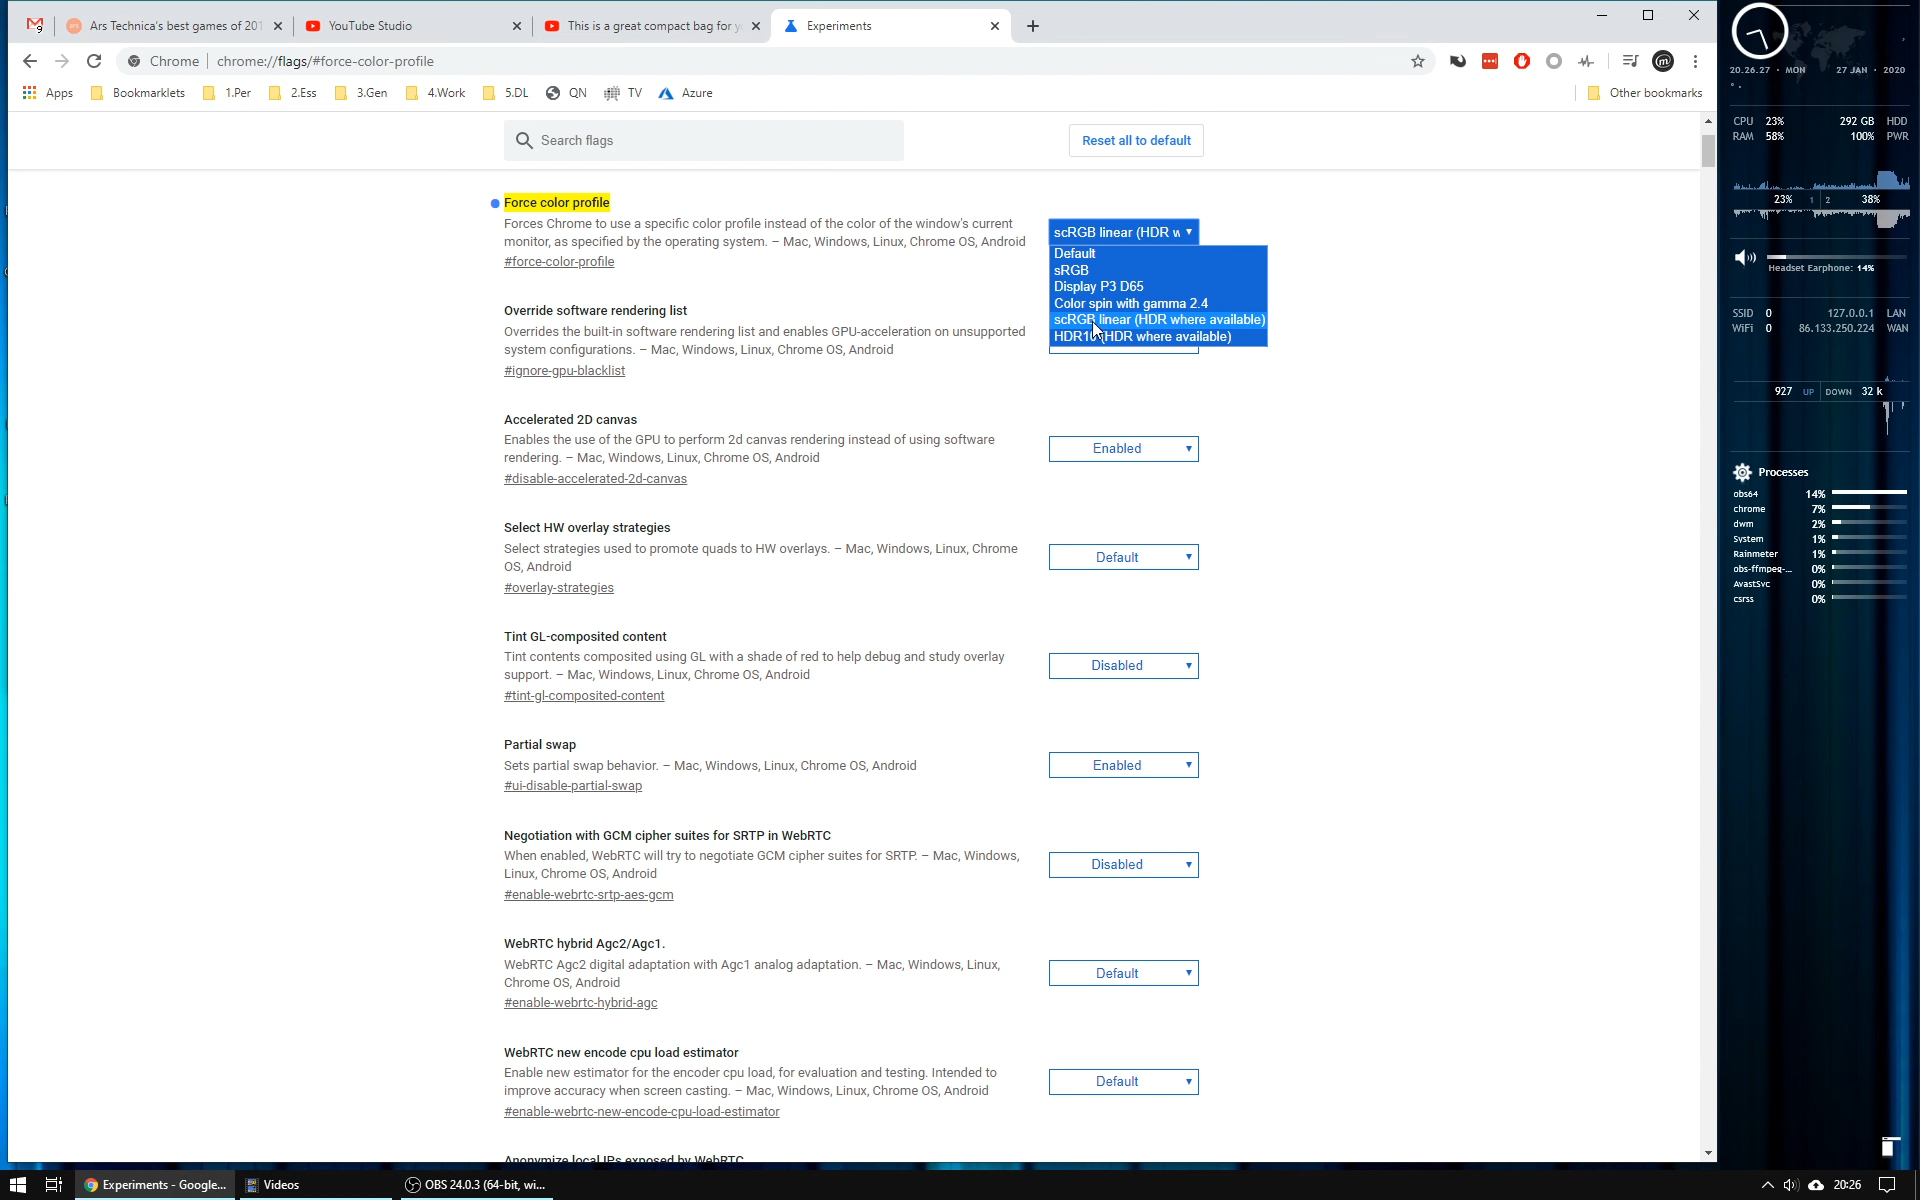 Ars Technica's best games of 201
YouTube Studio
This is a great compact bag for y
Experiments
Chrome
chrome://flags/#force-color-profile
Apps
Bookmarklets
1.Per
2.Ess
3.Gen
4.Work
5.DL
QN
TV
Azure
Other bookmarks
Search flags
Reset all to default
Force color profile
Forces Chrome to use a specific color profile instead of the color of the window's current
monitor, as specified by the operating system. – Mac, Windows, Linux, Chrome OS, Android
#force-color-profile
scRGB linear (HDR w
Default
sRGB
Display P3 D65
Color spin with gamma 2.4
scRGB linear (HDR where available)
HDR10 (HDR where available)
Override software rendering list
Overrides the built-in software rendering list and enables GPU-acceleration on unsupported
system configurations. – Mac, Windows, Linux, Chrome OS, Android
#ignore-gpu-blacklist
Accelerated 2D canvas
Enables the use of the GPU to perform 2d canvas rendering instead of using software
rendering. – Mac, Windows, Linux, Chrome OS, Android
#disable-accelerated-2d-canvas
Enabled
Select HW overlay strategies
Select strategies used to promote quads to HW overlays. – Mac, Windows, Linux, Chrome
OS, Android
#overlay-strategies
Default
Tint GL-composited content
Tint contents composited using GL with a shade of red to help debug and study overlay
support. – Mac, Windows, Linux, Chrome OS, Android
#tint-gl-composited-content
Disabled
Partial swap
Sets partial swap behavior. – Mac, Windows, Linux, Chrome OS, Android
#ui-disable-partial-swap
Enabled
Negotiation with GCM cipher suites for SRTP in WebRTC
When enabled, WebRTC will try to negotiate GCM cipher suites for SRTP. – Mac, Windows,
Linux, Chrome OS, Android
#enable-webrtc-srtp-aes-gcm
Disabled
WebRTC hybrid Agc2/Agc1.
WebRTC Agc2 digital adaptation with Agc1 analog adaptation. – Mac, Windows, Linux,
Chrome OS, Android
#enable-webrtc-hybrid-agc
Default
WebRTC new encode cpu load estimator
Enable new estimator for the encoder cpu load, for evaluation and testing. Intended to
improve accuracy when screen casting. – Mac, Windows, Linux, Chrome OS, Android
#enable-webrtc-new-encode-cpu-load-estimator
Default
Anonymize local IPs exposed by WebRTC
20.26.27 · MON 27 JAN · 2020
CPU 23% 292 GB HDD
RAM 58% 100% PWR
23% 1 2 38%
Headset Earphone: 14%
SSID 0 127.0.0.1 LAN
WiFi 0 86.133.250.224 WAN
927 UP DOWN 32 k
Processes
obs64 14%
chrome 7%
dwm 2%
System 1%
Rainmeter 1%
obs-ffmpeg-... 0%
AvastSvc 0%
csrss 0%
Experiments - Google...
Videos
OBS 24.0.3 (64-bit, wi...
20:26